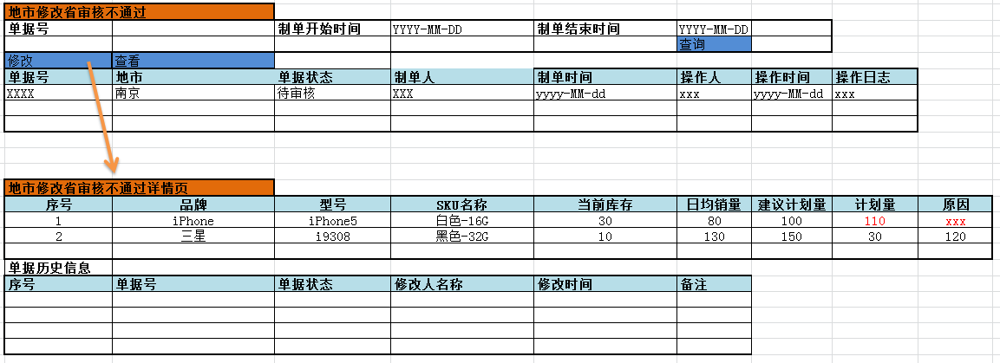 地市修改省审核不通过
单据号 制单开始时间 YYYY-MM-DD 制单结束时间 YYYY-MM-DD
查询
修改 查看
单据号 地市 单据状态 制单人 制单时间 操作人 操作时间 操作日志
XXXX 南京 待审核 XXX yyyy-MM-dd xxx yyyy-MM-dd xxx
地市修改省审核不通过详情页
序号 品牌 型号 SKU名称 当前库存 日均销量 建议计划量 计划量 原因
1 iPhone iPhone5 白色-16G 30 80 100 110 xxx
2 三星 i9308 黑色-32G 10 130 150 30 120
单据历史信息
序号 单据号 单据状态 修改人名称 修改时间 备注